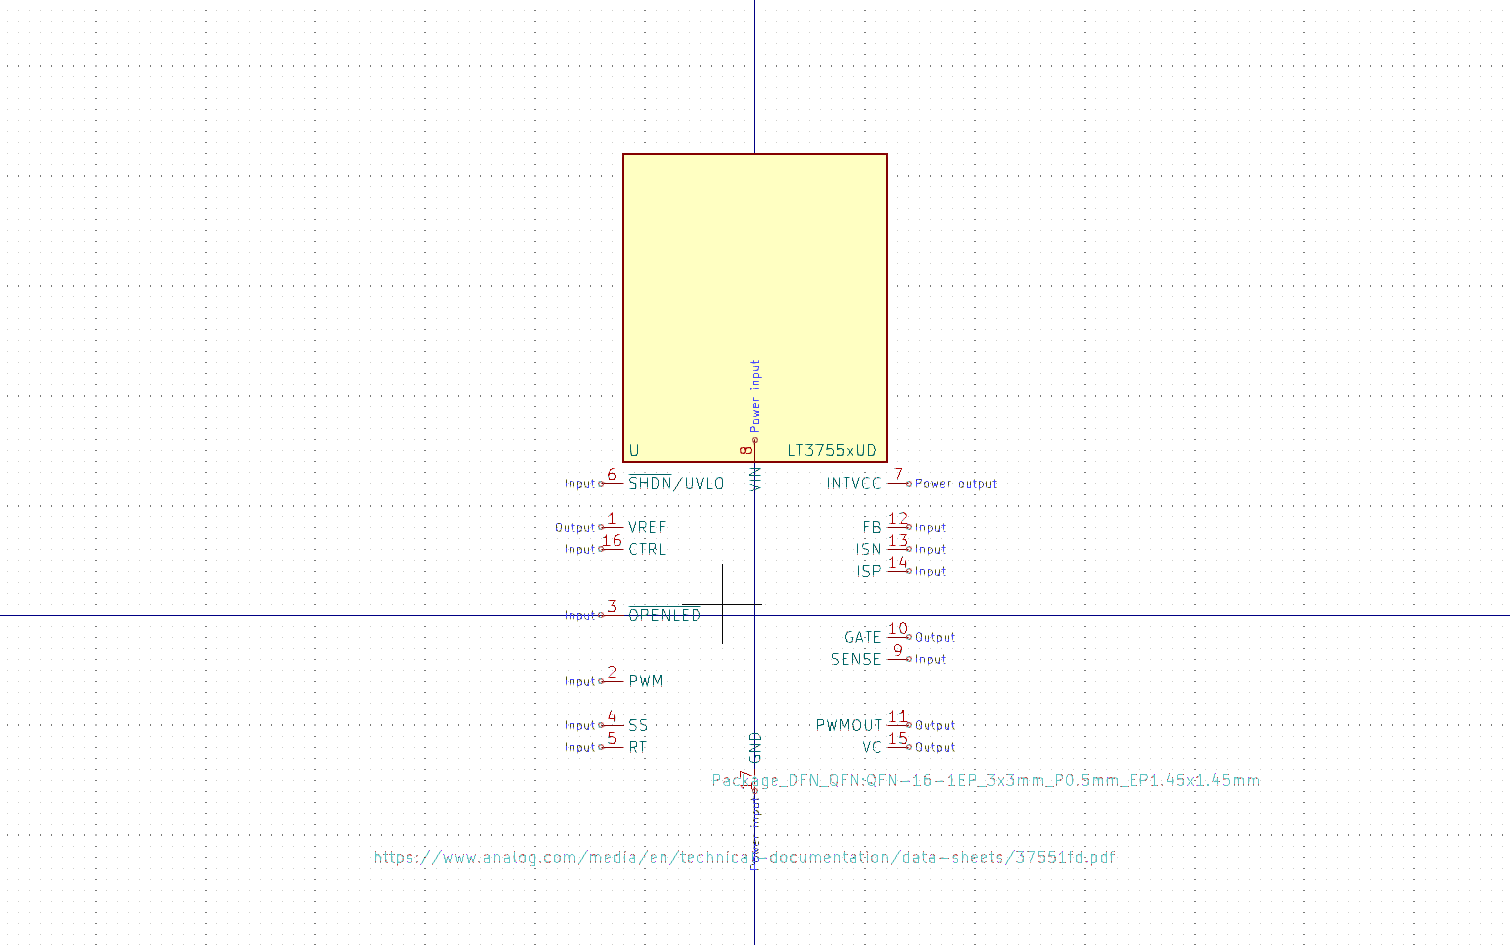 Power input
8
U
LT3755xUD
VIN
6
7
Input
SHDN/UVLO
INTVCC
Power output
1
12
Output
VREF
FB
Input
16
13
Input
CTRL
ISN
Input
14
ISP
Input
3
Input
OPENLED
10
GATE
Output
9
SENSE
Input
2
Input
PWM
4
11
Input
SS
PWMOUT
Output
5
15
Input
RT
VC
Output
GND
17
Package_DFN_QFN:QFN-16-1EP_3x3mm_P0.5mm_EP1.45x1.45mm
Power input
https://www.analog.com/media/en/technical-documentation/data-sheets/37551fd.pdf